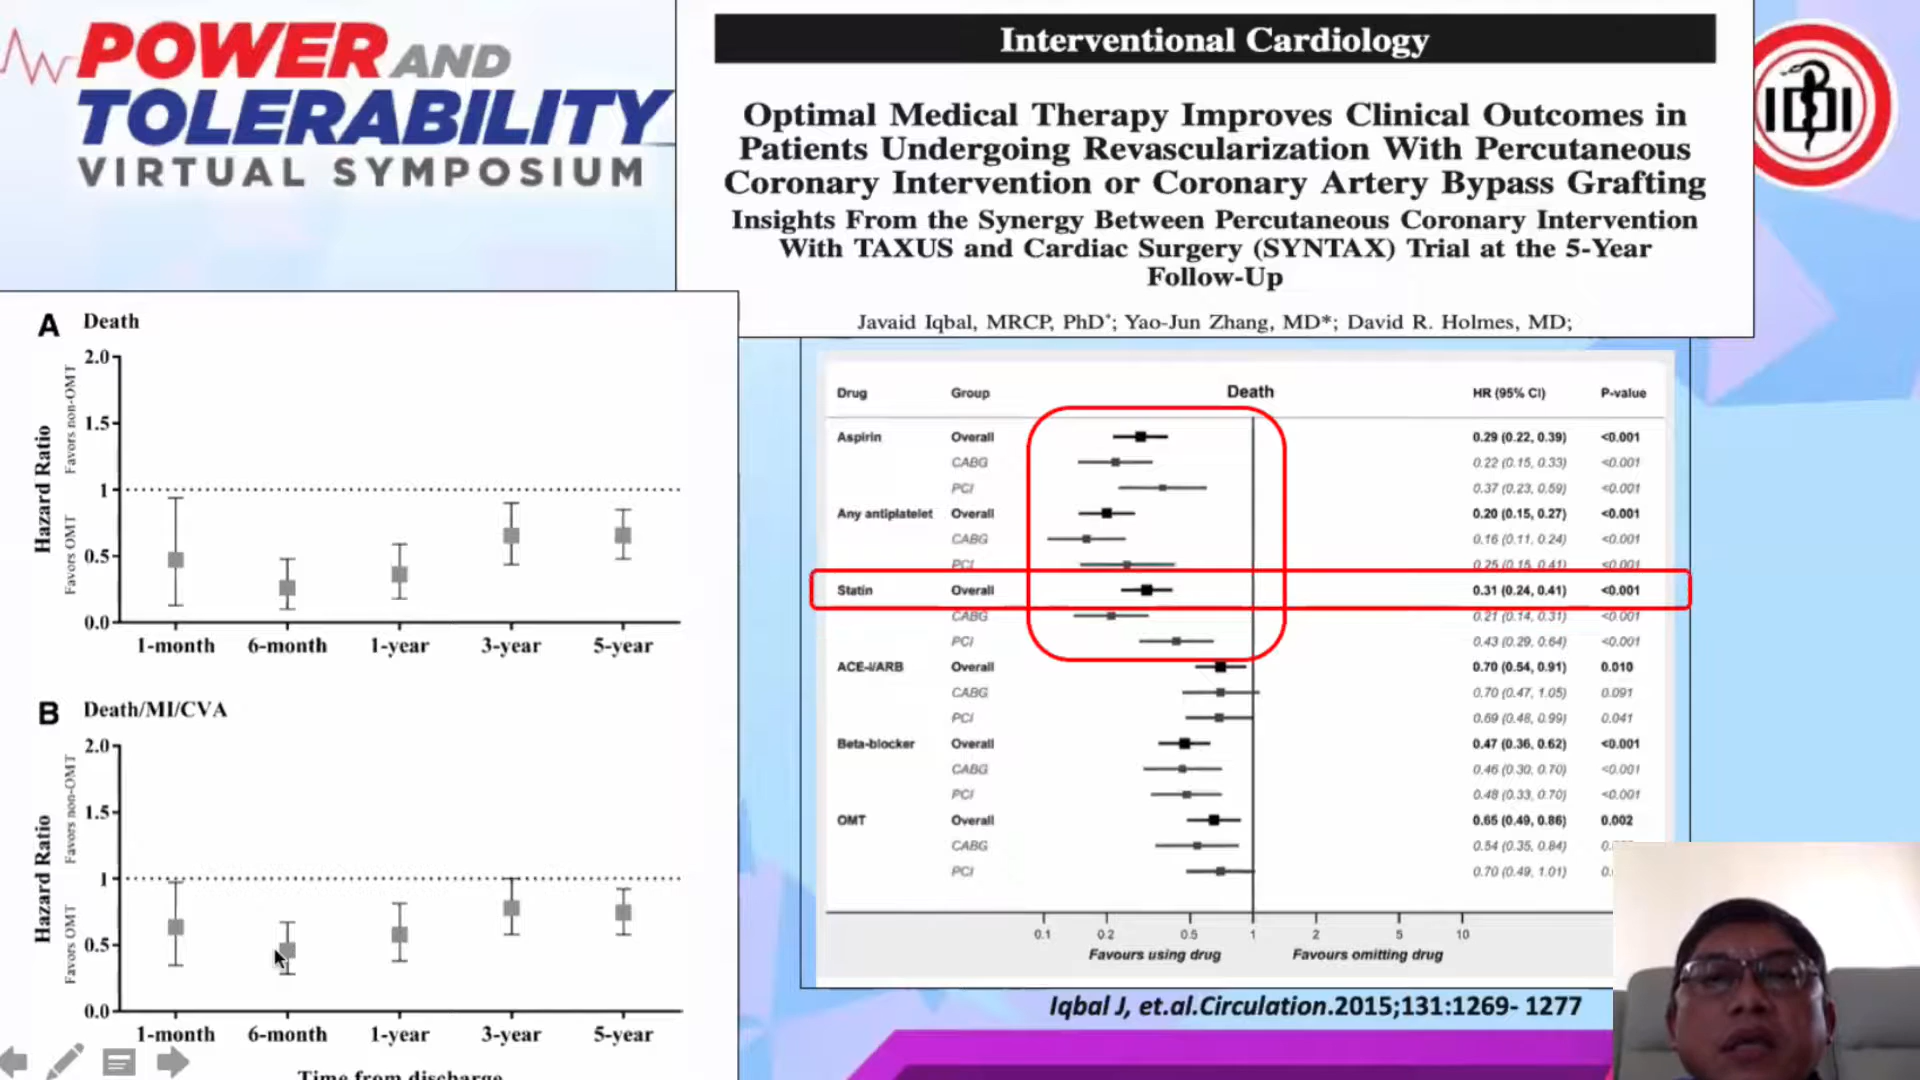 POWER AND
TOLERABILITY
VIRTUAL SYMPOSIUM
Interventional Cardiology
Optimal Medical Therapy Improves Clinical Outcomes in
Patients Undergoing Revascularization With Percutaneous
Coronary Intervention or Coronary Artery Bypass Grafting
Insights From the Synergy Between Percutaneous Coronary Intervention
With TAXUS and Cardiac Surgery (SYNTAX) Trial at the 5-Year
Follow-Up
Javaid Iqbal, MRCP, PhD*; Yao-Jun Zhang, MD*; David R. Holmes, MD;
IDI
A Death
Hazard Ratio
Favors non-OMT
Favors OMT
2.0
1.5
1
0.5
0.0
1-month 6-month 1-year 3-year 5-year
B Death/MI/CVA
Hazard Ratio
Favors non-OMT
Favors OMT
2.0
1.5
1
0.5
0.0
1-month 6-month 1-year 3-year 5-year
Time from discharge
Drug Group Death HR (95% CI) P-value
Aspirin Overall 0.29 (0.22, 0.39) <0.001
CABG 0.22 (0.15, 0.33) <0.001
PCI 0.37 (0.23, 0.59) <0.001
Any antiplatelet Overall 0.20 (0.15, 0.27) <0.001
CABG 0.16 (0.11, 0.24) <0.001
PCI 0.25 (0.15, 0.41) <0.001
Statin Overall 0.31 (0.24, 0.41) <0.001
CABG 0.21 (0.14, 0.31) <0.001
PCI 0.43 (0.29, 0.64) <0.001
ACE-I/ARB Overall 0.70 (0.54, 0.91) 0.010
CABG 0.70 (0.47, 1.05) 0.091
PCI 0.69 (0.48, 0.99) 0.041
Beta-blocker Overall 0.47 (0.36, 0.62) <0.001
CABG 0.46 (0.30, 0.70) <0.001
PCI 0.48 (0.33, 0.70) <0.001
OMT Overall 0.65 (0.49, 0.86) 0.002
CABG 0.54 (0.35, 0.84)
PCI 0.70 (0.49, 1.01)
0.1 0.2 0.5 1 2 5 10
Favours using drug Favours omitting drug
Iqbal J, et.al.Circulation.2015;131:1269- 1277